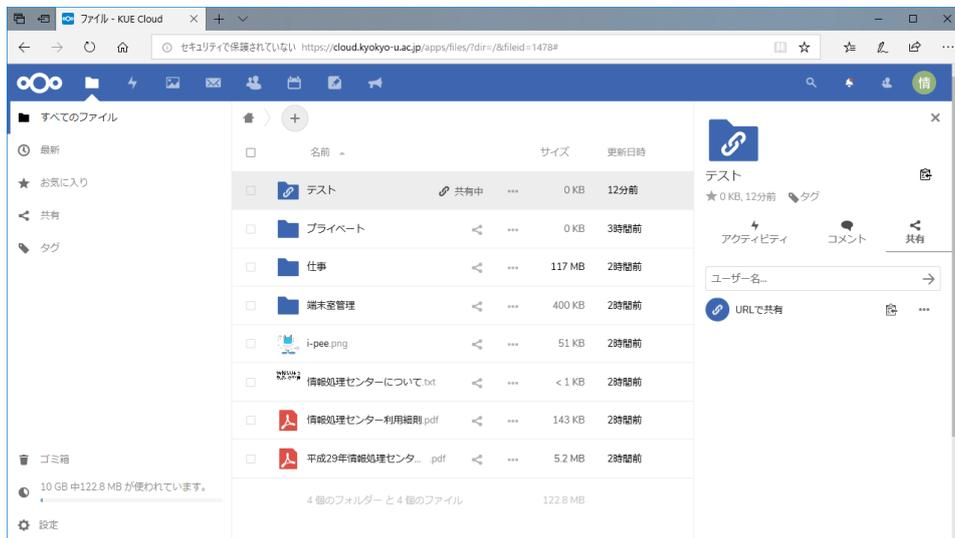 ファイル - KUE Cloud
セキュリティで保護されていない https://cloud.kyokyo-u.ac.jp/apps/files/?dir=/&fileid=1478#
情
すべてのファイル
最新
お気に入り
共有
タグ
ゴミ箱
10 GB 中122.8 MB が使われています。
設定
名前 サイズ 更新日時
テスト 共有中 0 KB 12分前
プライベート 0 KB 3時間前
仕事 117 MB 2時間前
端末室管理 400 KB 2時間前
i-pee.png 51 KB 2時間前
情報処理センターについて.txt < 1 KB 2時間前
情報処理センター利用細則.pdf 143 KB 2時間前
平成29年情報処理センタ... .pdf 5.2 MB 2時間前
4 個のフォルダー と 4 個のファイル 122.8 MB
テスト
0 KB, 12分前 タグ
アクティビティ コメント 共有
ユーザー名...
URLで共有